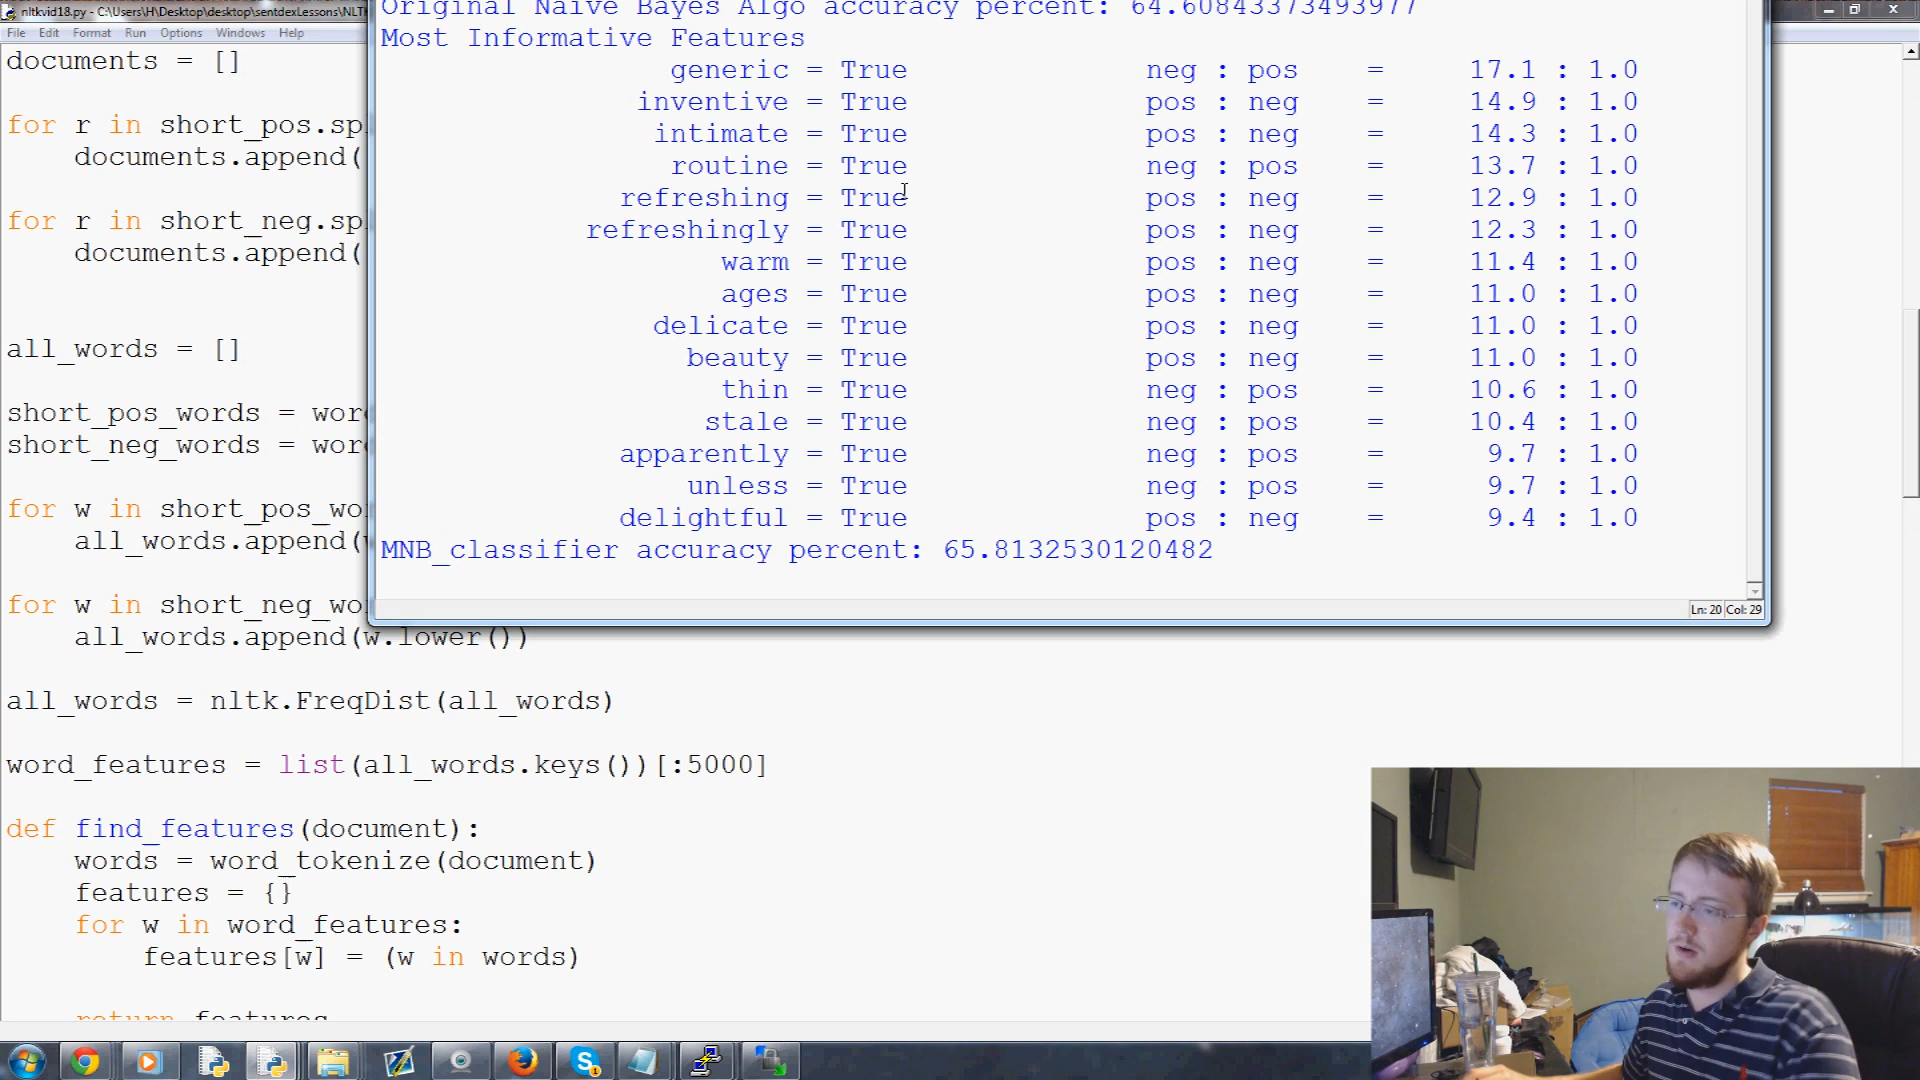 nltkvid18.py - C:\Users\H\Desktop\desktop\sentdexLessons\NLTK
File Edit Format Run Options Windows Help
documents = []
for r in short_pos.sp
documents.append(
for r in short_neg.sp
documents.append(
all_words = []
short_pos_words = wor
short_neg_words = wor
for w in short_pos_wo
all_words.append(
for w in short_neg_wo
all_words.append(w.lower())
all_words = nltk.FreqDist(all_words)
word_features = list(all_words.keys())[:5000]
def find_features(document):
words = word_tokenize(document)
features = {}
for w in word_features:
features[w] = (w in words)
return features
Original Naive Bayes Algo accuracy percent: 64.60843373493977
Most Informative Features
generic = True neg : pos = 17.1 : 1.0
inventive = True pos : neg = 14.9 : 1.0
intimate = True pos : neg = 14.3 : 1.0
routine = True neg : pos = 13.7 : 1.0
refreshing = True pos : neg = 12.9 : 1.0
refreshingly = True pos : neg = 12.3 : 1.0
warm = True pos : neg = 11.4 : 1.0
ages = True pos : neg = 11.0 : 1.0
delicate = True pos : neg = 11.0 : 1.0
beauty = True pos : neg = 11.0 : 1.0
thin = True neg : pos = 10.6 : 1.0
stale = True neg : pos = 10.4 : 1.0
apparently = True neg : pos = 9.7 : 1.0
unless = True neg : pos = 9.7 : 1.0
delightful = True pos : neg = 9.4 : 1.0
MNB_classifier accuracy percent: 65.8132530120482
Ln: 20 Col: 29